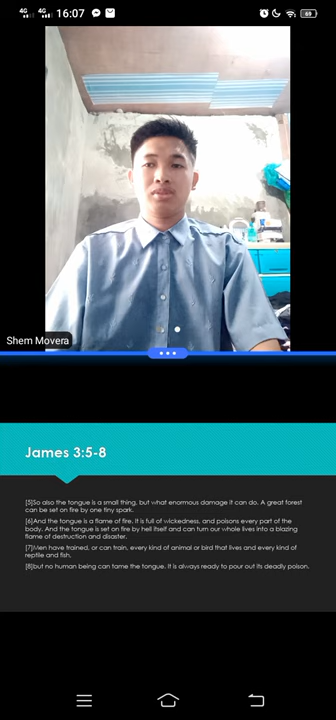 4G 4G 16:07 69
Shem Movera
James 3:5-8
[5]So also the tongue is a small thing, but what enormous damage it can do. A great forest
can be set on fire by one tiny spark.
[6]And the tongue is a flame of fire. It is full of wickedness, and poisons every part of the
body. And the tongue is set on fire by hell itself and can turn our whole lives into a blazing
flame of destruction and disaster.
[7]Men have trained, or can train, every kind of animal or bird that lives and every kind of
reptile and fish,
[8]but no human being can tame the tongue. It is always ready to pour out its deadly poison.